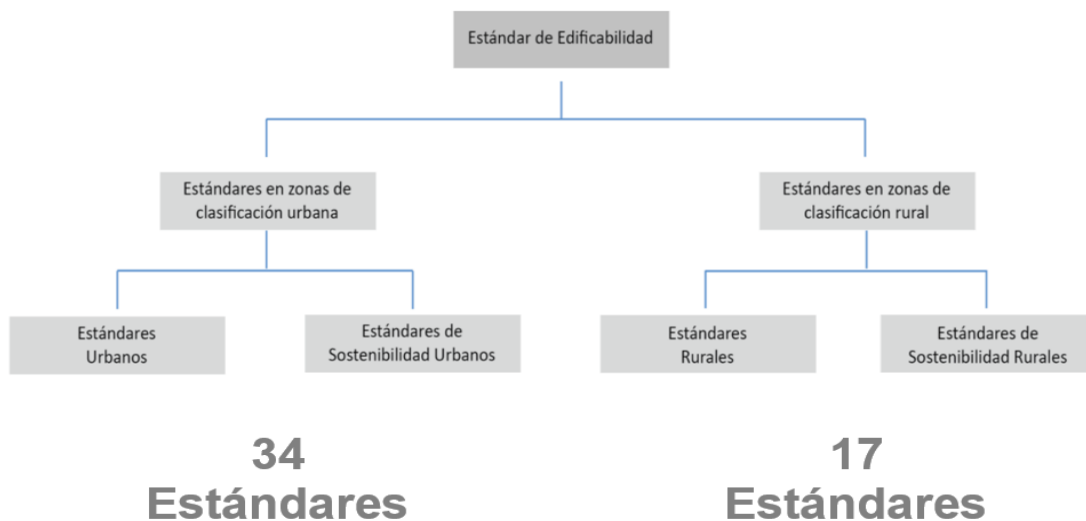 Estándar de Edificabilidad
Estándares en zonas de
clasificación urbana
Estándares en zonas de
clasificación rural
Estándares
Urbanos
Estándares de
Sostenibilidad Urbanos
Estándares
Rurales
Estándares de
Sostenibilidad Rurales
34
Estándares
17
Estándares